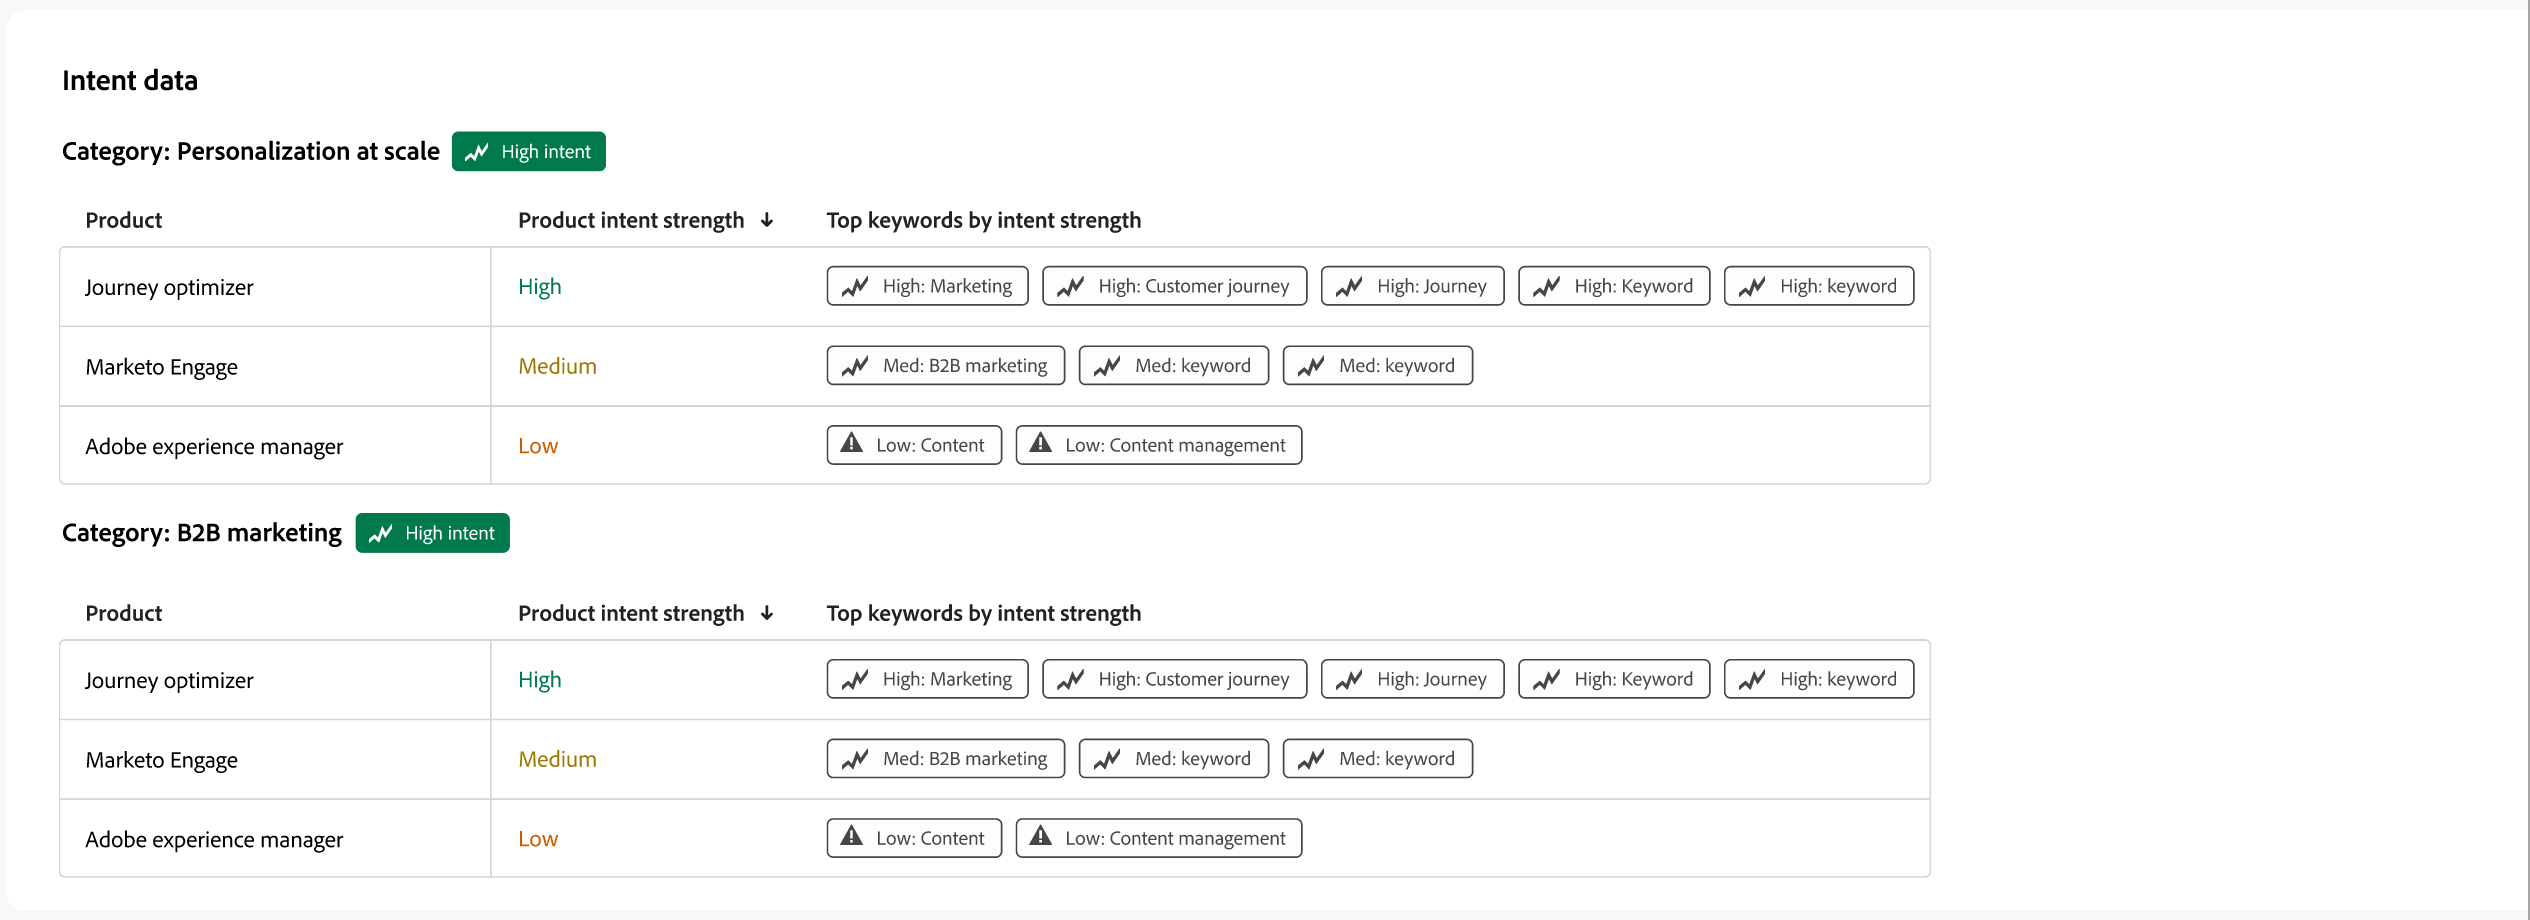 Intent data
Category: Personalization at scale High intent
Product Product intent strength ↓ Top keywords by intent strength
Journey optimizer High High: Marketing High: Customer journey High: Journey High: Keyword High: keyword
Marketo Engage Medium Med: B2B marketing Med: keyword Med: keyword
Adobe experience manager Low Low: Content Low: Content management
Category: B2B marketing High intent
Product Product intent strength ↓ Top keywords by intent strength
Journey optimizer High High: Marketing High: Customer journey High: Journey High: Keyword High: keyword
Marketo Engage Medium Med: B2B marketing Med: keyword Med: keyword
Adobe experience manager Low Low: Content Low: Content management